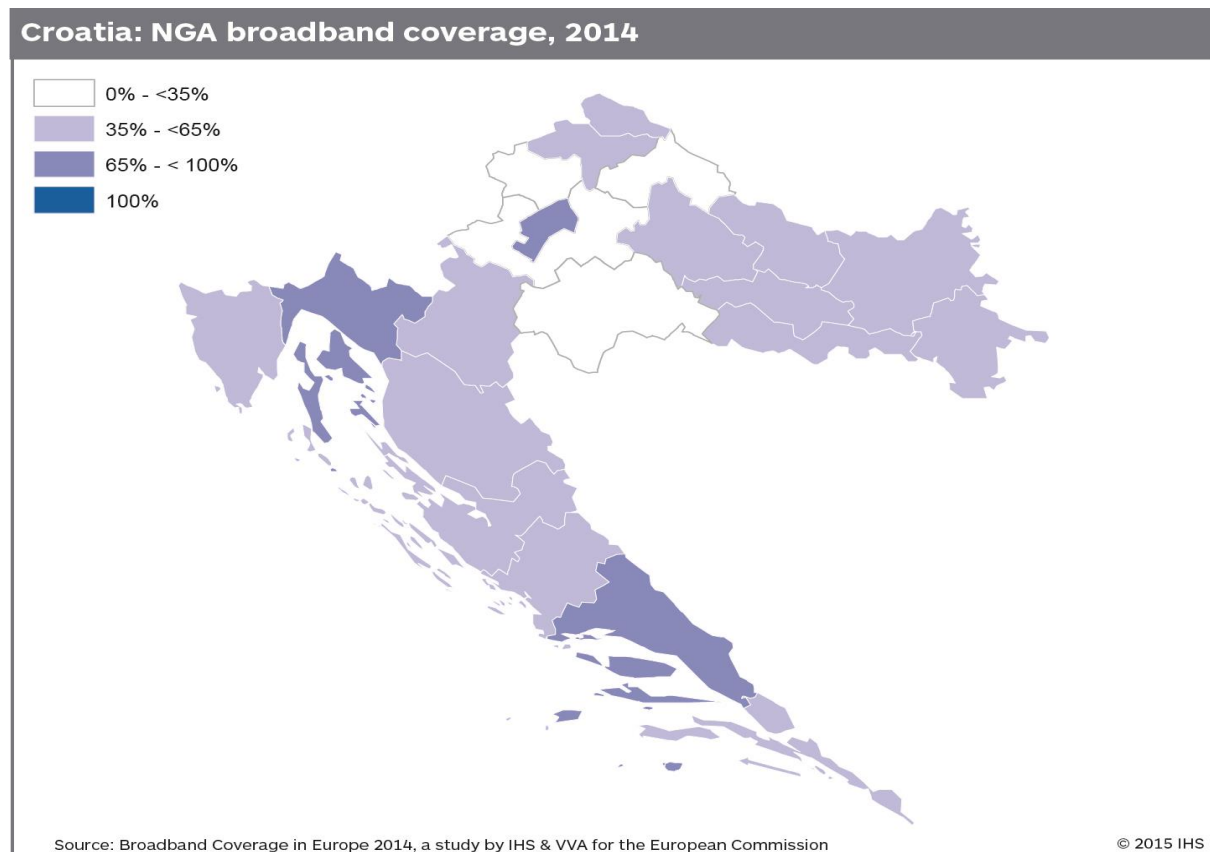 Croatia: NGA broadband coverage, 2014
0% - <35%
35% - <65%
65% - < 100%
100%
Source: Broadband Coverage in Europe 2014, a study by IHS & VVA for the European Commission
© 2015 IHS